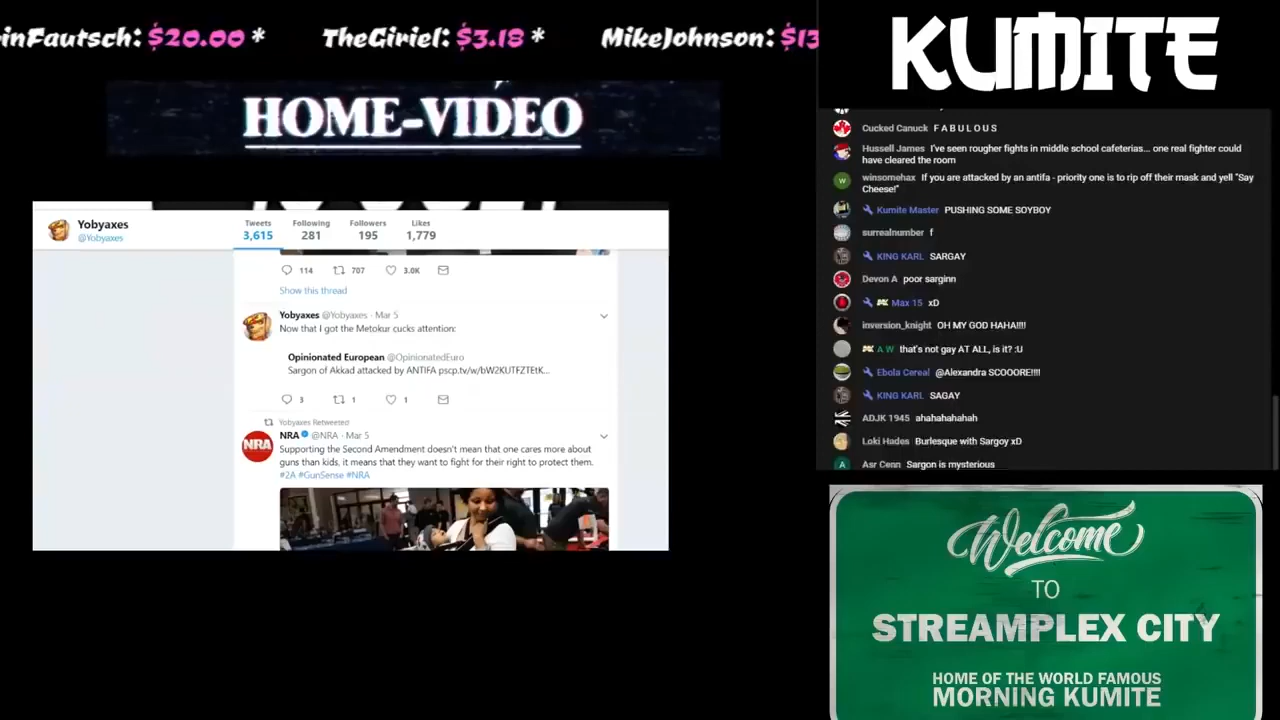 inFautsch: $20.00 * TheGiriel: $3.18 * MikeJohnson: $13
HOME-VIDEO
Yobyaxes
@Yobyaxes
Tweets
3,615
Following
281
Followers
195
Likes
1,779
114 707 3.0K
Show this thread
Yobyaxes @Yobyaxes · Mar 5
Now that I got the Metokur cucks attention:
Opinionated European @OpinionatedEuro
Sargon of Akkad attacked by ANTIFA pscp.tv/w/bW2KUTFZTEtK...
3 1 1
Yobyaxes Retweeted
NRA @NRA · Mar 5
Supporting the Second Amendment doesn't mean that one cares more about
guns than kids, it means that they want to fight for their right to protect them.
#2A #GunSense #NRA
NRA
KUMITE
Cucked Canuck F A B U L O U S
Hussell James I've seen rougher fights in middle school cafeterias... one real fighter could
have cleared the room
W
winsomehax If you are attacked by an antifa - priority one is to rip off their mask and yell "Say
Cheese!"
Kumite Master PUSHING SOME SOYBOY
surrealnumber f
KING KARL SARGAY
Devon A poor sarginn
Max 15 xD
inversion_knight OH MY GOD HAHA!!!!
A W that's not gay AT ALL, is it? :U
Ebola Cereal @Alexandra SCOOORE!!!!
KING KARL SAGAY
ADJK 1945 ahahahahahah
Loki Hades Burlesque with Sargoy xD
A
Asr Cenn Sargon is mysterious
Welcome
TO
STREAMPLEX CITY
HOME OF THE WORLD FAMOUS
MORNING KUMITE